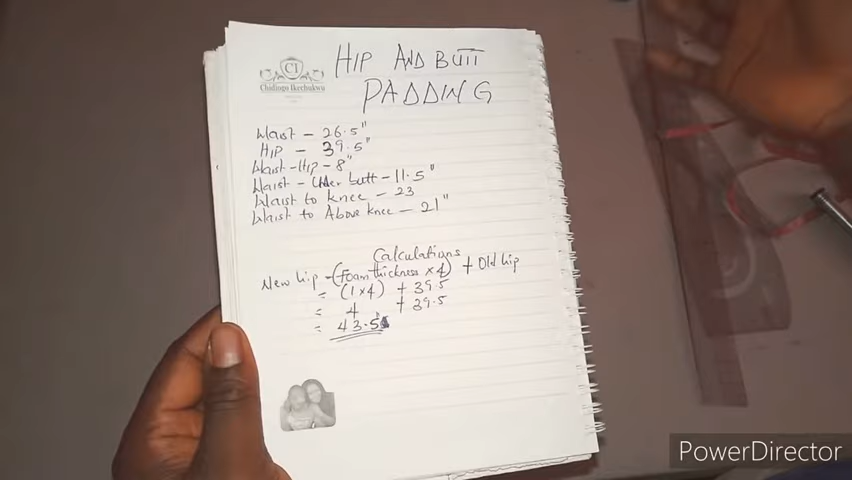 HIP AND BUTT
PADDING
CI
Chidiogo Ikechukwu
Waist - 26.5"
HIP - 39.5"
Waist-Hip - 8"
Waist - Under butt - 11.5"
Waist to knee - 23
Waist to Above knee - 21"
Calculations
New hip - (Foam thickness x 4) + Old hip
= (1 x 4) + 39.5
= 4 + 39.5
= 43.5
PowerDirector